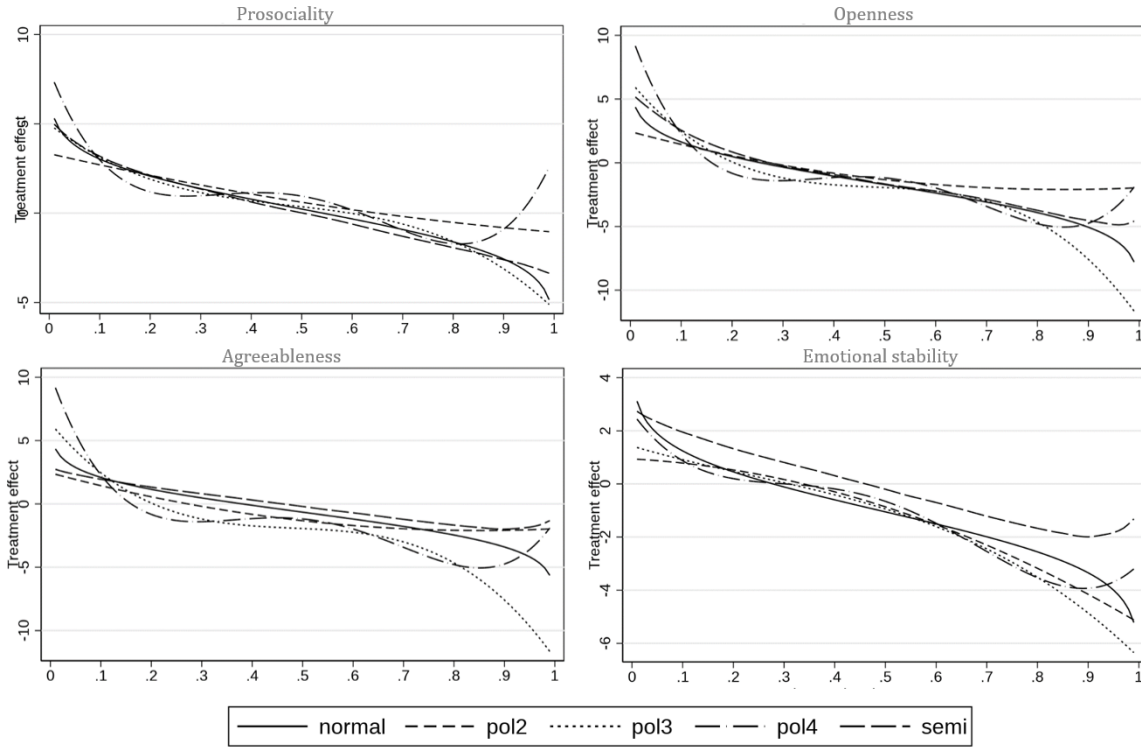 Prosociality
Treatment effect
10
5
0
-5
0 .1 .2 .3 .4 .5 .6 .7 .8 .9 1
Openness
Treatment effect
10
5
0
-5
-10
0 .1 .2 .3 .4 .5 .6 .7 .8 .9 1
Agreeableness
Treatment effect
10
5
0
-5
-10
0 .1 .2 .3 .4 .5 .6 .7 .8 .9 1
Emotional stability
Treatment effect
4
2
0
-2
-4
-6
0 .1 .2 .3 .4 .5 .6 .7 .8 .9 1
normal pol2 pol3 pol4 semi